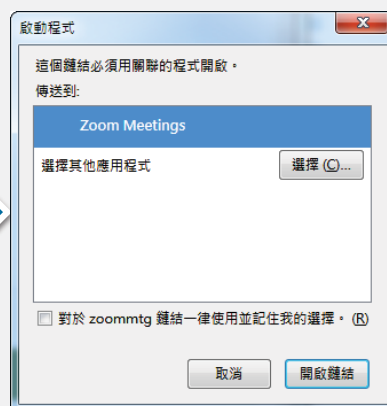 啟動程式
這個鏈結必須用關聯的程式開啟。
傳送到:
Zoom Meetings
選擇其他應用程式
選擇 (C)...
對於 zoommtg 鏈結一律使用並記住我的選擇。 (R)
取消
開啟鏈結